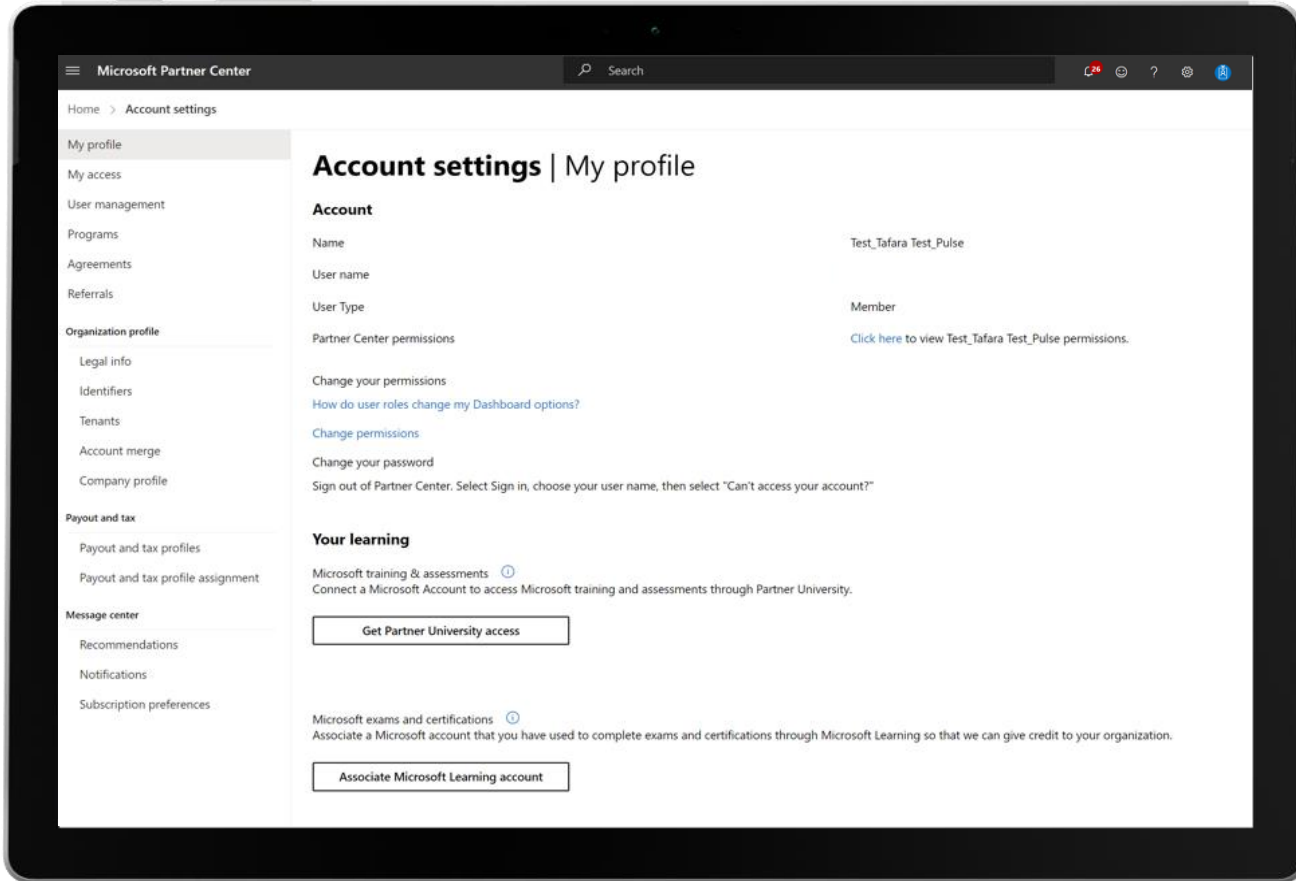 Microsoft Partner Center
Search
26
?
Home > Account settings
My profile
My access
User management
Programs
Agreements
Referrals
Organization profile
Legal info
Identifiers
Tenants
Account merge
Company profile
Payout and tax
Payout and tax profiles
Payout and tax profile assignment
Message center
Recommendations
Notifications
Subscription preferences
Account settings | My profile
Account
Name Test_Tafara Test_Pulse
User name
User Type Member
Partner Center permissions Click here to view Test_Tafara Test_Pulse permissions.
Change your permissions
How do user roles change my Dashboard options?
Change permissions
Change your password
Sign out of Partner Center. Select Sign in, choose your user name, then select "Can't access your account?"
Your learning
Microsoft training & assessments
Connect a Microsoft Account to access Microsoft training and assessments through Partner University.
Get Partner University access
Microsoft exams and certifications
Associate a Microsoft account that you have used to complete exams and certifications through Microsoft Learning so that we can give credit to your organization.
Associate Microsoft Learning account